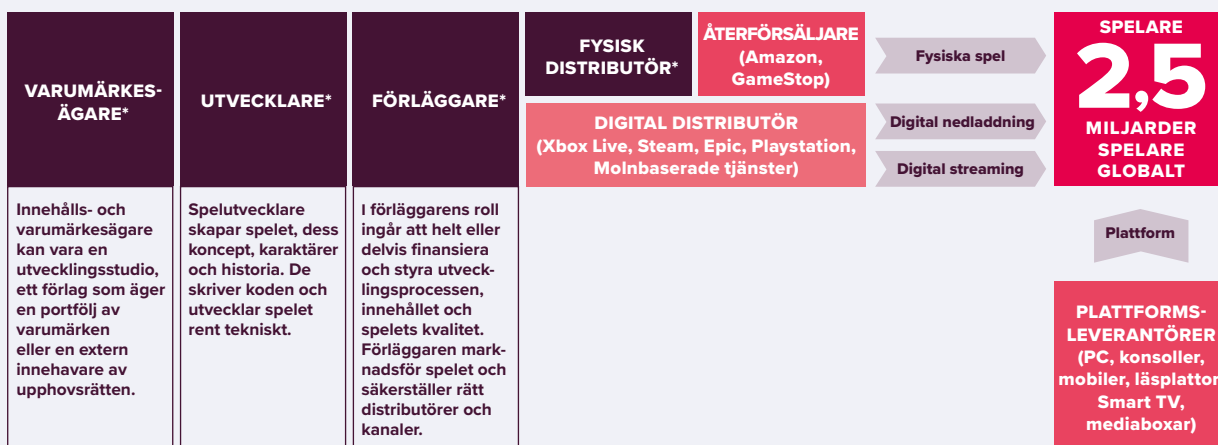 VARUMÄRKES-
ÄGARE*
UTVECKLARE*
FÖRLÄGGARE*
FYSISK
DISTRIBUTÖR*
ÅTERFÖRSÄLJARE
(Amazon,
GameStop)
DIGITAL DISTRIBUTÖR
(Xbox Live, Steam, Epic, Playstation,
Molnbaserade tjänster)
Fysiska spel
Digital nedladdning
Digital streaming
SPELARE
2,5
MILJARDER
SPELARE
GLOBALT
Innehålls- och
varumärkesägare
kan vara en
utvecklingsstudio,
ett förlag som äger
en portfölj av
varumärken
eller en extern
innehavare av
upphovsrätten.
Spelutvecklare
skapar spelet, dess
koncept, karaktärer
och historia. De
skriver koden och
utvecklar spelet
rent tekniskt.
I förläggarens roll
ingår att helt eller
delvis finansiera
och styra utveck-
lingsprocessen,
innehållet och
spelets kvalitet.
Förläggaren mark-
nadsför spelet och
säkerställer rätt
distributörer och
kanaler.
Plattform
PLATTFORMS-
LEVERANTÖRER
(PC, konsoller,
mobiler, läsplattor
Smart TV,
mediaboxar)